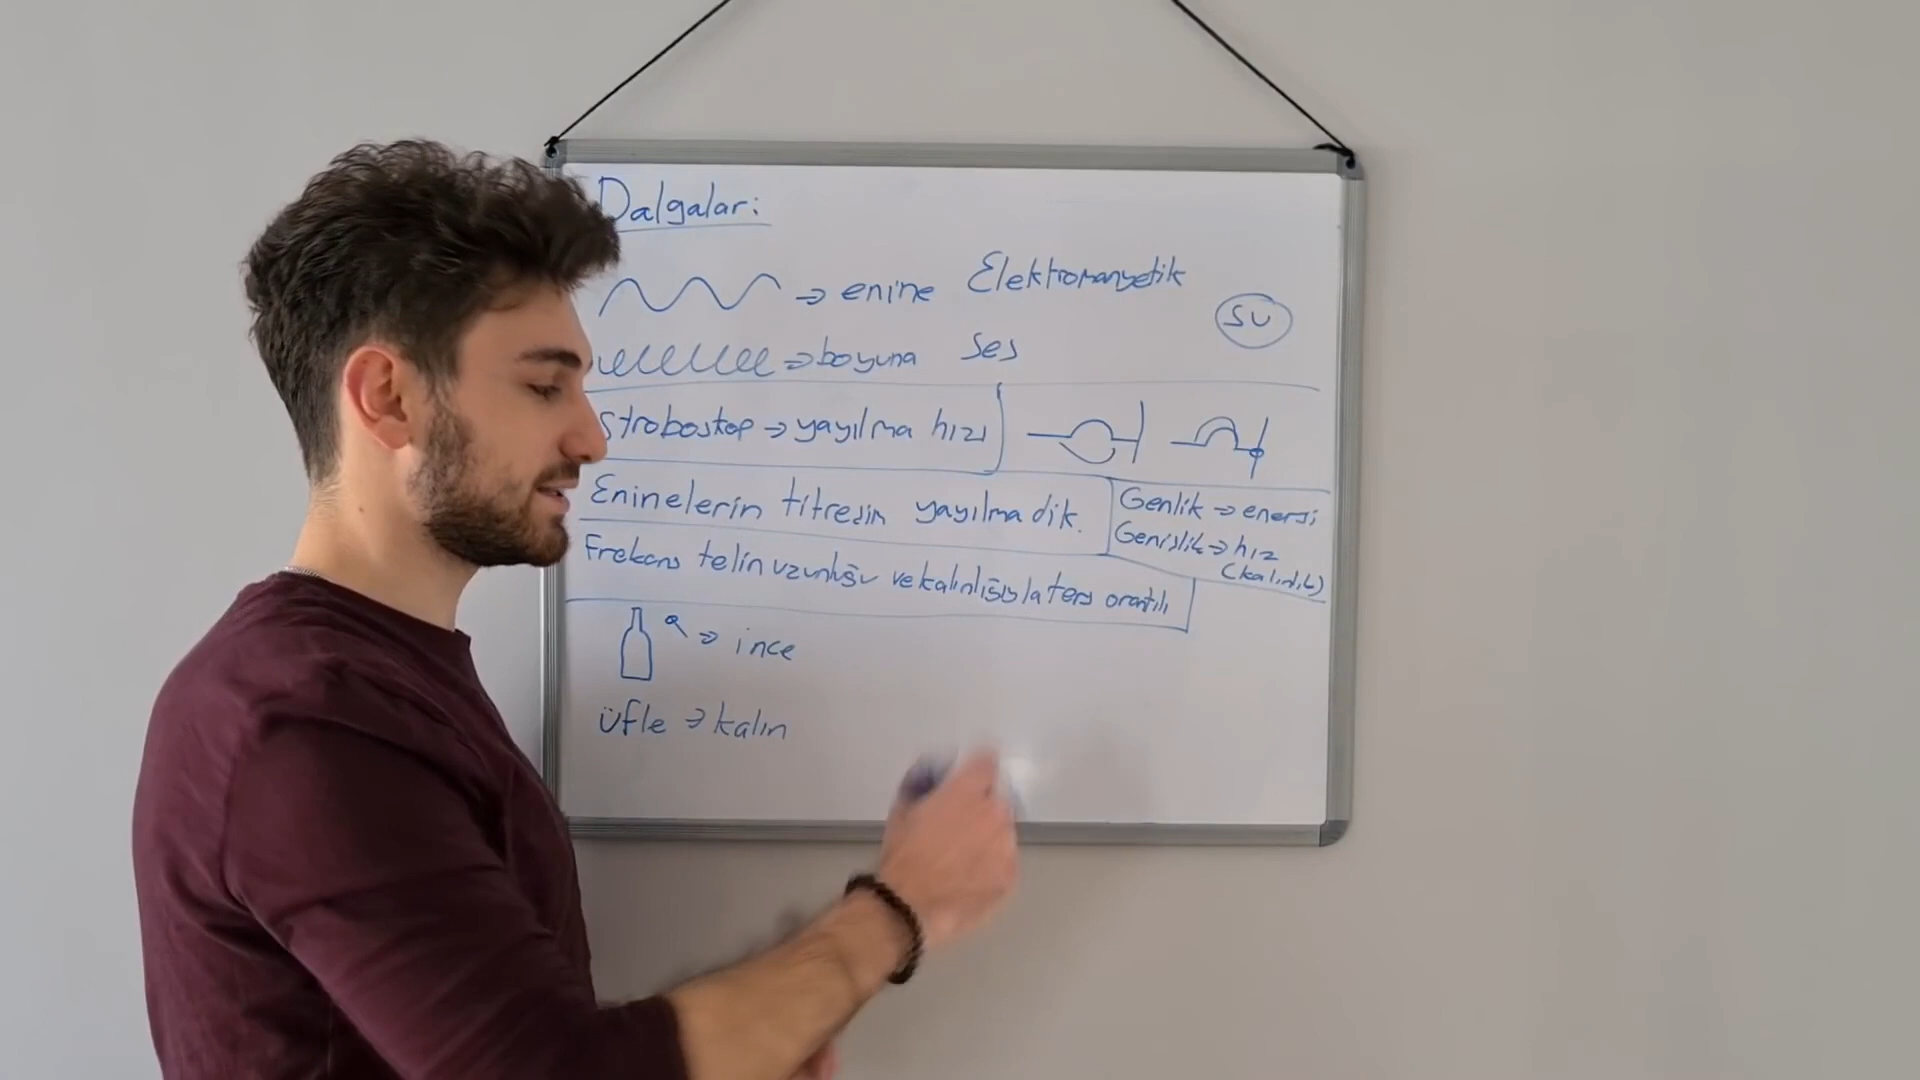 Dalgalar:
⇒ enine Elektromanyetik
SU
⇒ boyuna Ses
Stroboskop → yayılma hızı
Eninelerin titreşim yayılma dik.
Genlik → enerji
Genişlik → hız
(kalınlık)
Frekans telin uzunluğu ve kalınlığıyla ters orantılı
⇒ ince
üfle ⇒ kalın